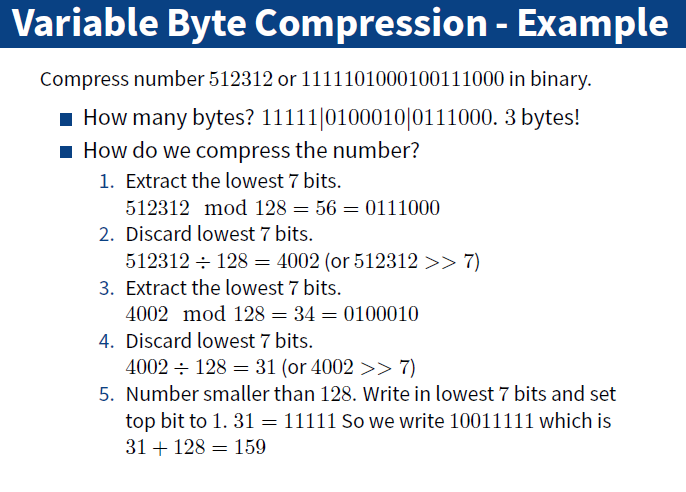 Variable Byte Compression - Example
Compress number 512312 or 1111101000100111000 in binary.
How many bytes? 11111|0100010|0111000. 3 bytes!
How do we compress the number?
1. Extract the lowest 7 bits.
512312 mod 128 = 56 = 0111000
2. Discard lowest 7 bits.
512312 ÷ 128 = 4002 (or 512312 >> 7)
3. Extract the lowest 7 bits.
4002 mod 128 = 34 = 0100010
4. Discard lowest 7 bits.
4002 ÷ 128 = 31 (or 4002 >> 7)
5. Number smaller than 128. Write in lowest 7 bits and set
top bit to 1. 31 = 11111 So we write 10011111 which is
31 + 128 = 159